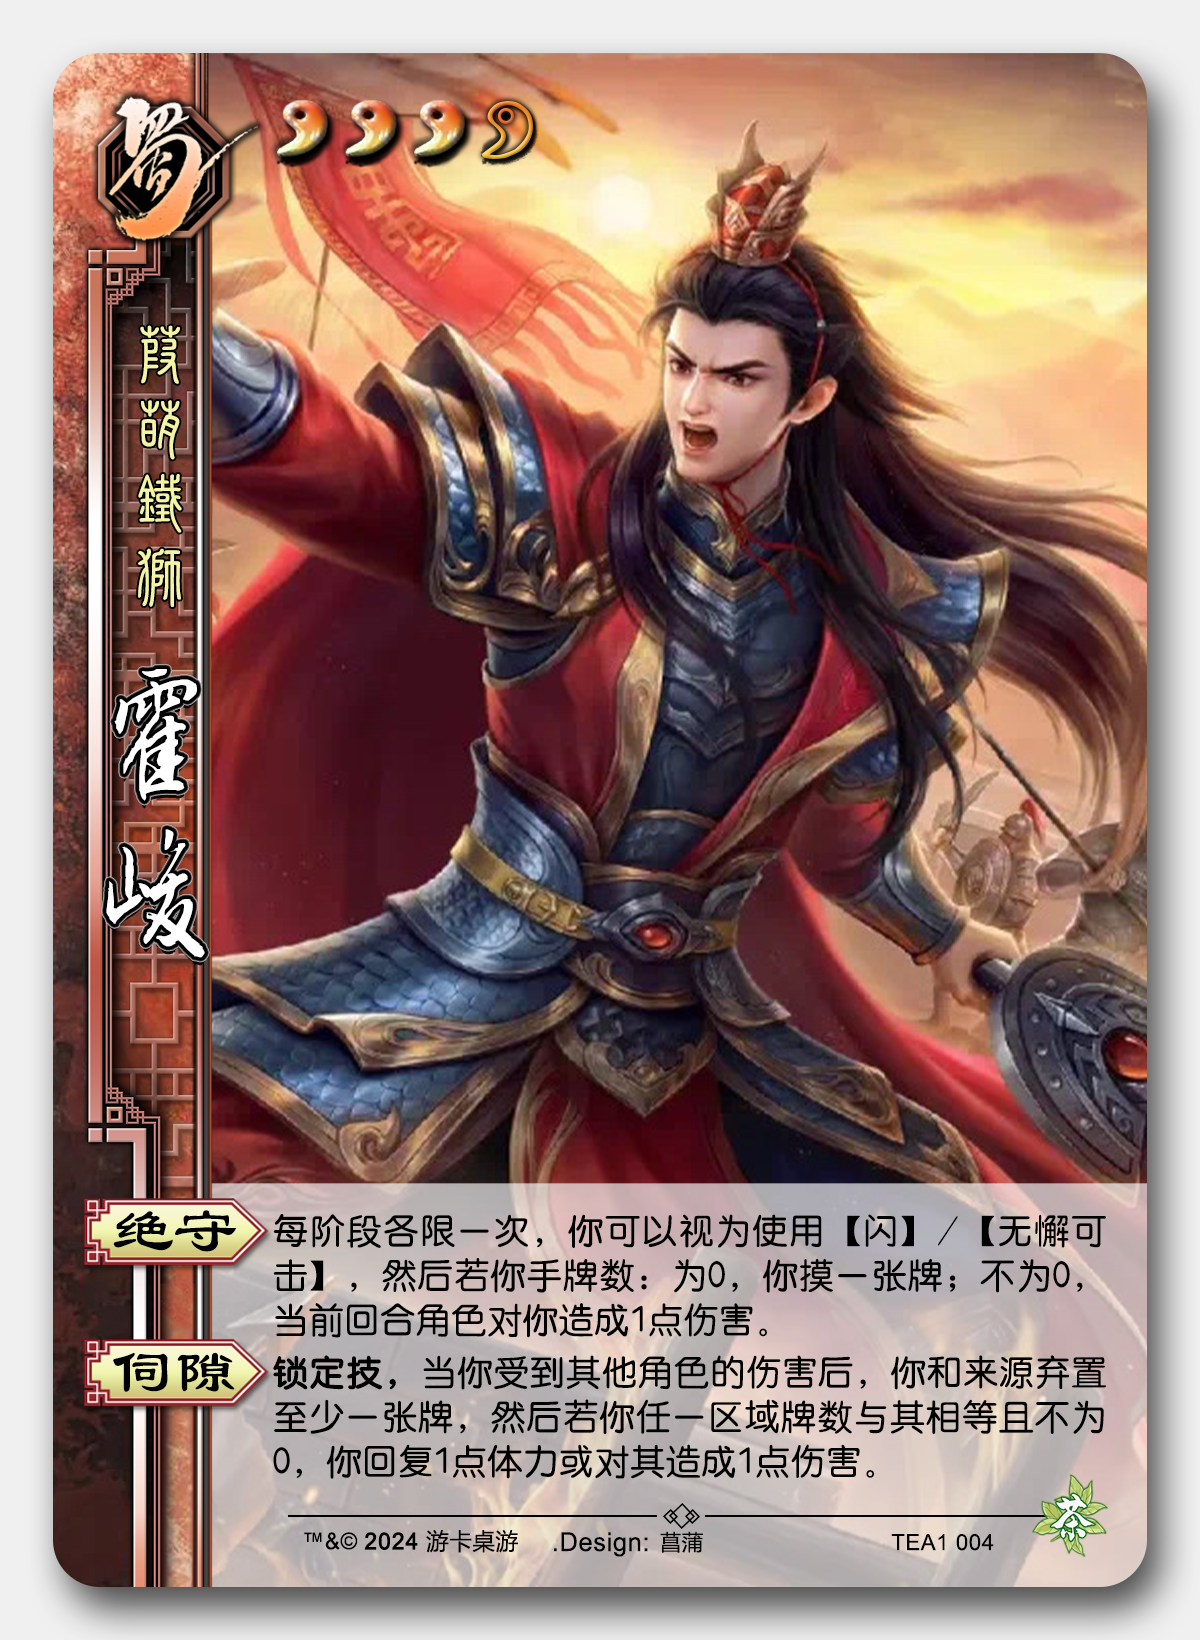 蜀
葭萌鐵獅
霍峻
绝守
每阶段各限一次，你可以视为使用【闪】/【无懈可
击】，然后若你手牌数：为0，你摸一张牌；不为0，
当前回合角色对你造成1点伤害。
伺隙
锁定技，当你受到其他角色的伤害后，你和来源弃置
至少一张牌，然后若你任一区域牌数与其相等且不为
0，你回复1点体力或对其造成1点伤害。
™&© 2024 游卡桌游 .Design: 菖蒲 TEA1 004
茶